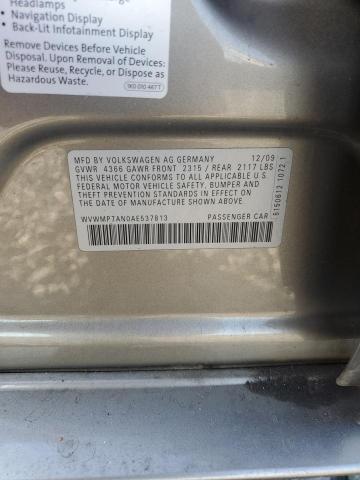 Headlamps
• Navigation Display
• Back-Lit Infotainment Display
Remove Devices Before Vehicle
Disposal. Upon Removal of Devices:
Please Reuse, Recycle, or Dispose as
Hazardous Waste.
1K0 010 447 T
MFD BY VOLKSWAGEN AG GERMANY 12/09
GVWR 4366 GAWR FRONT 2315 / REAR 2117 LBS
THIS VEHICLE CONFORMS TO ALL APPLICABLE U.S.
FEDERAL MOTOR VEHICLE SAFETY, BUMPER AND
THEFT PREVENTION STANDARDS IN EFFECT ON THE
DATE OF MANUFACTURE SHOWN ABOVE.
WVWMP7AN0AE537813 PASSENGER CAR